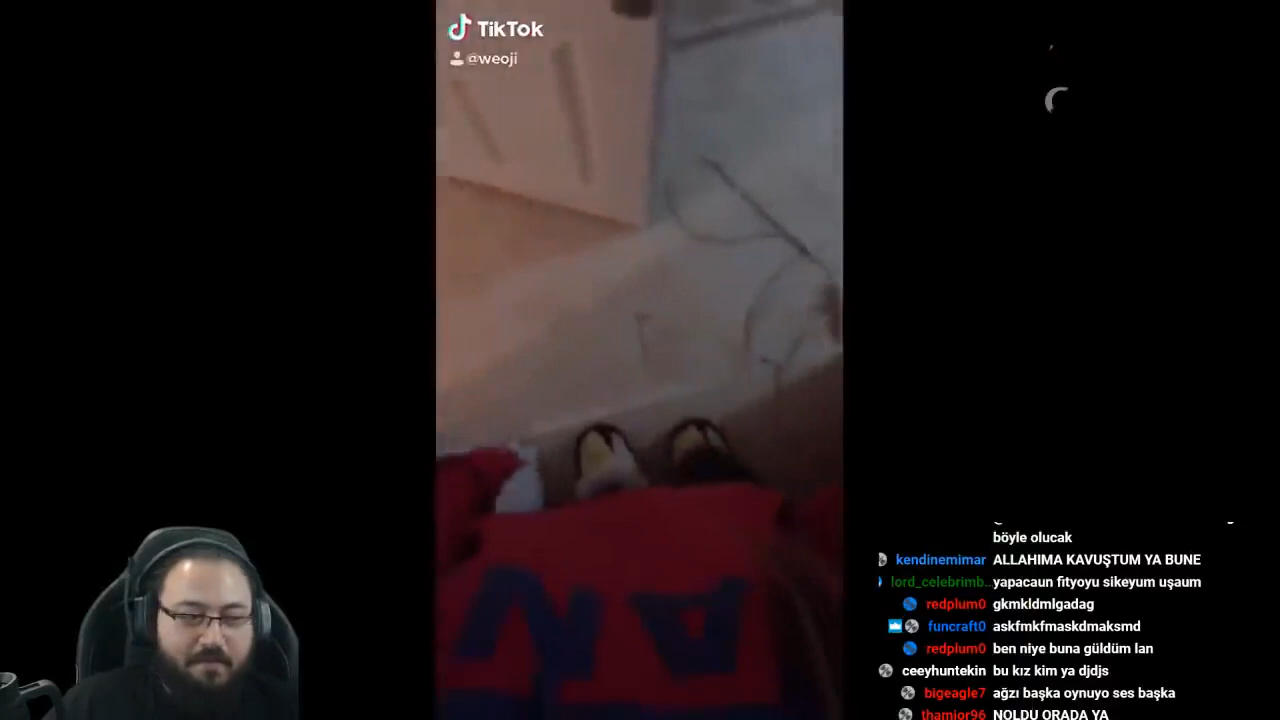 TikTok
@weoji
böyle olucak
kendinemimar ALLAHIMA KAVUŞTUM YA BUNE
lord_celebrimb... yapacaun fityoyu sikeyum uşaum
redplum0 gkmkldmlgadag
funcraft0 askfmkfmaskdmaksmd
redplum0 ben niye buna güldüm lan
ceeyhuntekin bu kız kim ya djdjs
bigeagle7 ağzı başka oynuyo ses başka
thamior96 NOLDU ORADA YA